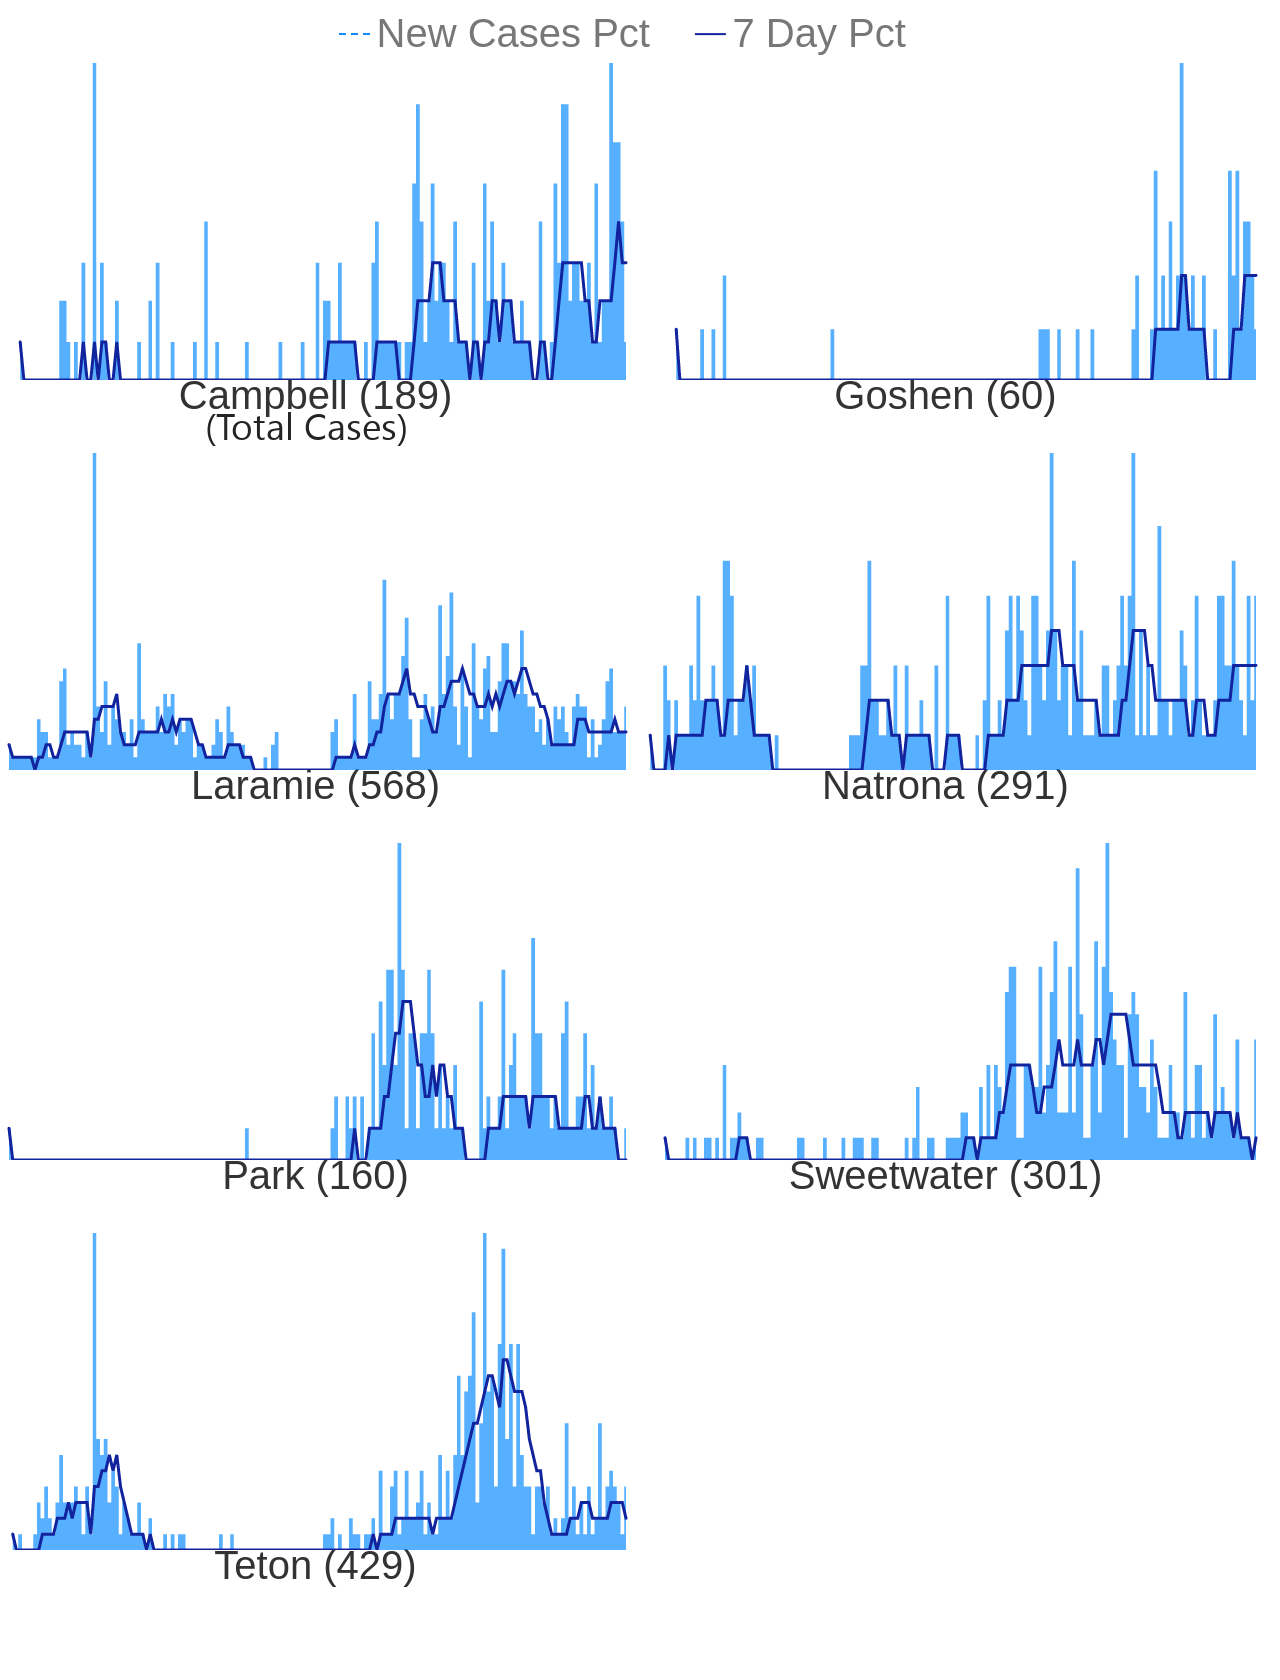 New Cases Pct 7 Day Pct
Campbell (189) Goshen (60)
(Total Cases)
Laramie (568) Natrona (291)
Park (160) Sweetwater (301)
Teton (429)